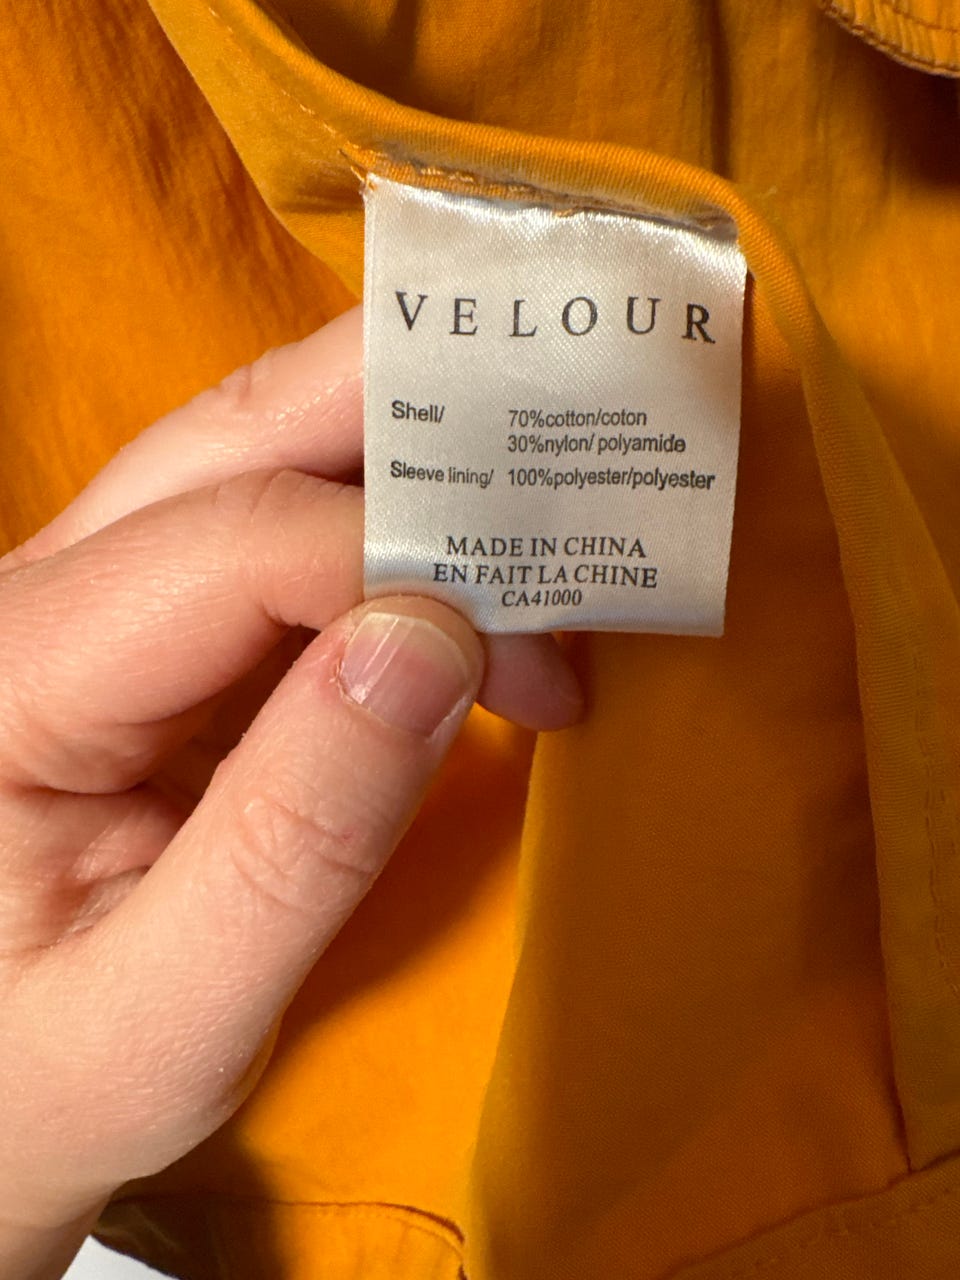 VELOUR
Shell/ 70%cotton/coton
30%nylon/ polyamide
Sleeve lining/ 100%polyester/polyester
MADE IN CHINA
EN FAIT LA CHINE
CA41000